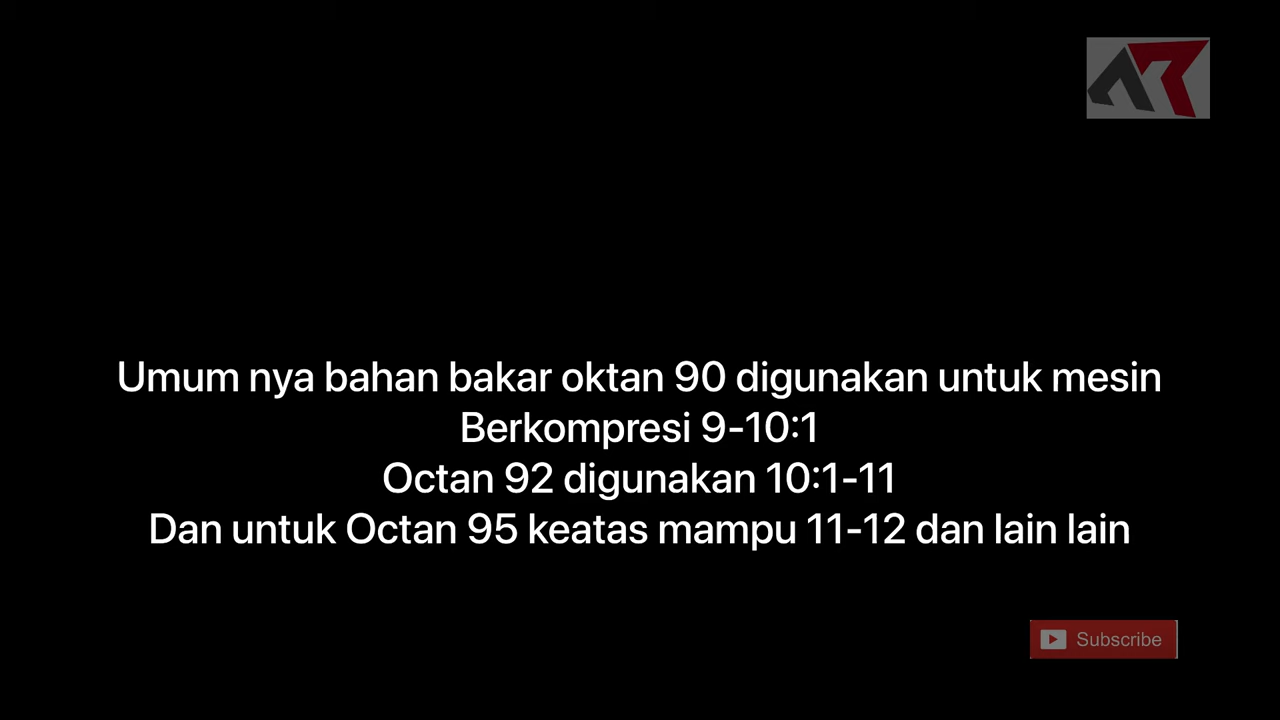 Umum nya bahan bakar oktan 90 digunakan untuk mesin
Berkompresi 9-10:1
Octan 92 digunakan 10:1-11
Dan untuk Octan 95 keatas mampu 11-12 dan lain lain
Subscribe